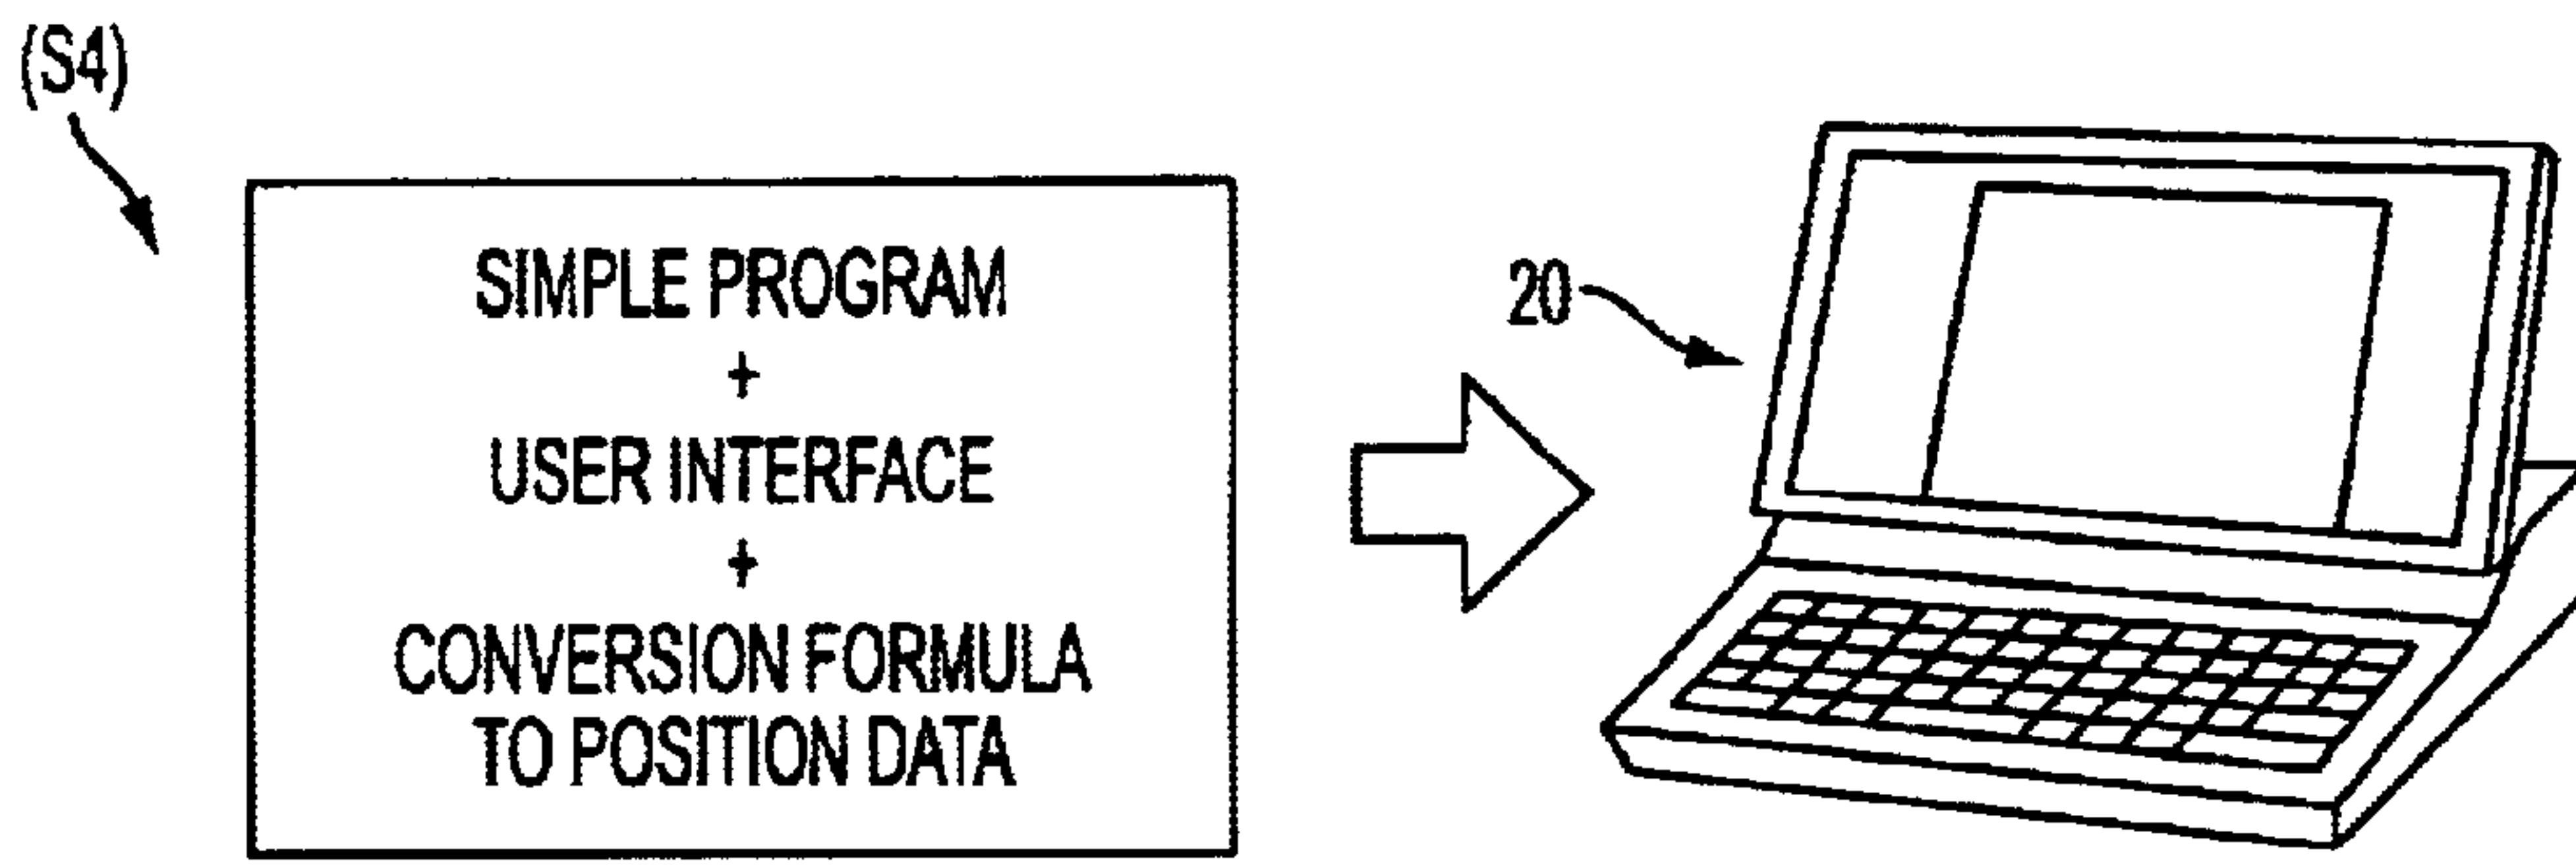 (S4)
SIMPLE PROGRAM
+
USER INTERFACE
+
CONVERSION FORMULA
TO POSITION DATA
20